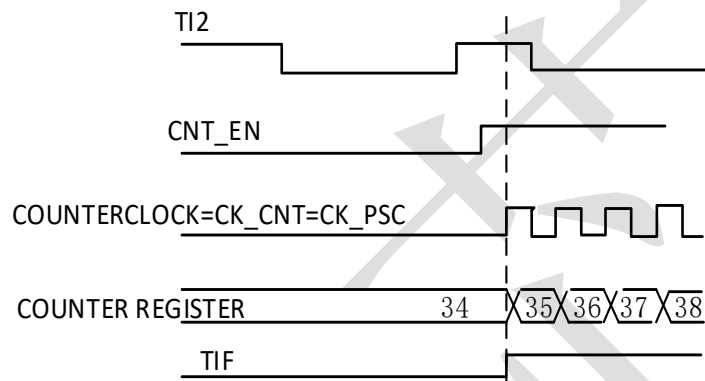 TI2
CNT_EN
COUNTERCLOCK=CK_CNT=CK_PSC
COUNTER REGISTER 34 35 36 37 38
TIF